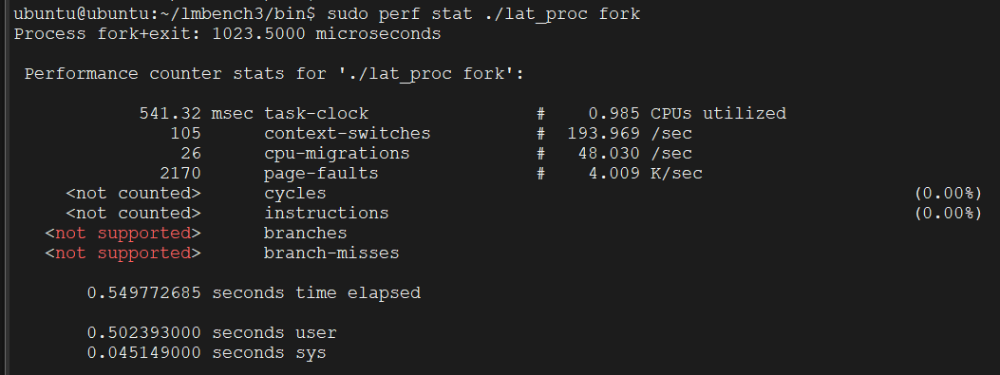 ubuntu@ubuntu:~/lmbench3/bin$ sudo perf stat ./lat_proc fork
Process fork+exit: 1023.5000 microseconds
Performance counter stats for './lat_proc fork':
541.32 msec task-clock # 0.985 CPUs utilized
105 context-switches # 193.969 /sec
26 cpu-migrations # 48.030 /sec
2170 page-faults # 4.009 K/sec
<not counted> cycles (0.00%)
<not counted> instructions (0.00%)
<not supported> branches
<not supported> branch-misses
0.549772685 seconds time elapsed
0.502393000 seconds user
0.045149000 seconds sys